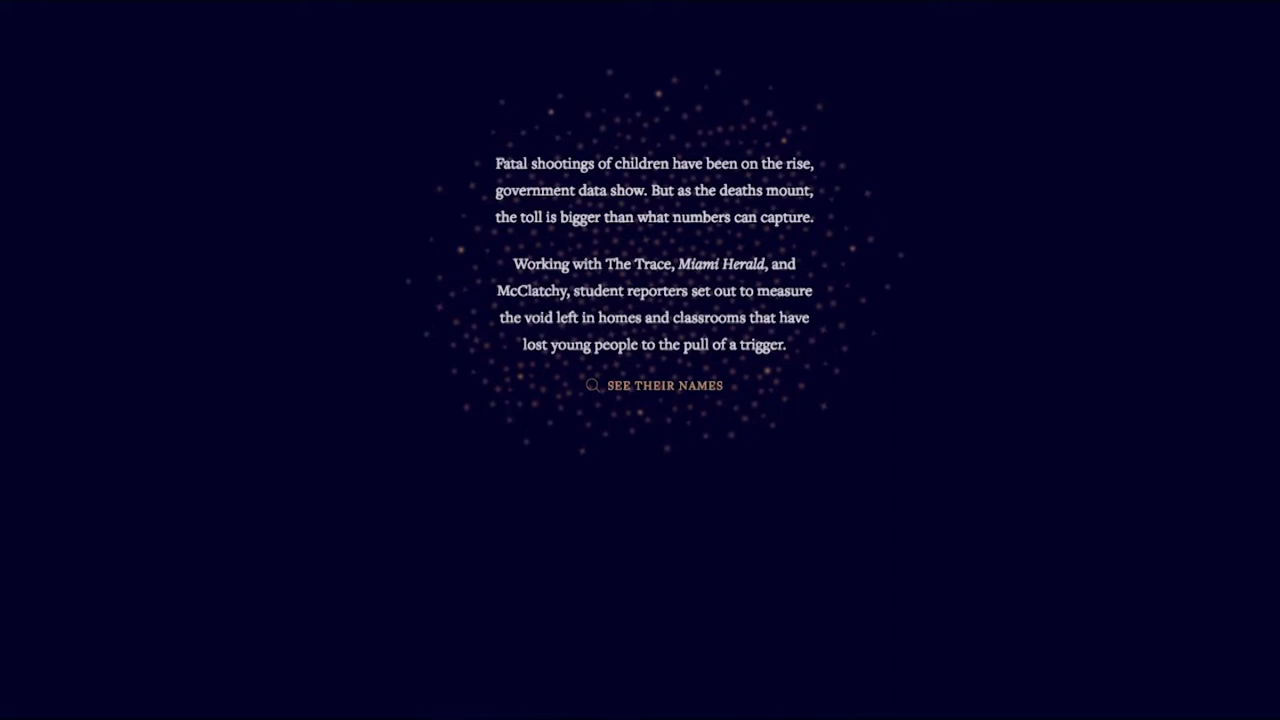 Fatal shootings of children have been on the rise,
government data show. But as the deaths mount,
the toll is bigger than what numbers can capture.
Working with The Trace, Miami Herald, and
McClatchy, student reporters set out to measure
the void left in homes and classrooms that have
lost young people to the pull of a trigger.
SEE THEIR NAMES